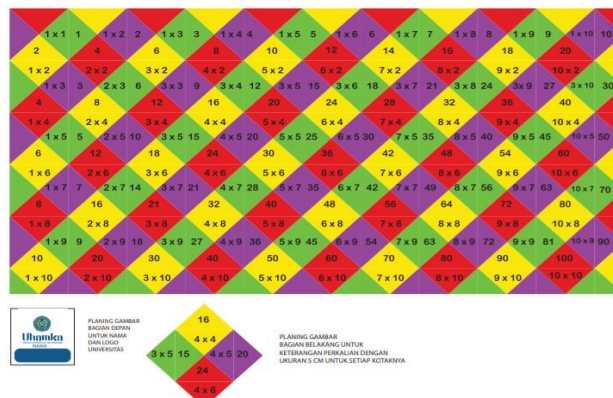 1 x 1 1 1 x 2 2 1 x 3 3 1 x 4 4 1 x 5 5 1 x 6 6 1 x 7 7 1 x 8 8 1 x 9 9 1 x 10 10
2 4 6 8 10 12 14 16 18 20
1 x 2 2 x 2 3 x 2 4 x 2 5 x 2 6 x 2 7 x 2 8 x 2 9 x 2 10 x 2
1 x 3 3 2 x 3 6 3 x 3 9 3 x 4 12 3 x 5 15 3 x 6 18 3 x 7 21 3 x 8 24 3 x 9 27 3 x 10 30
4 8 12 16 20 24 28 32 36 40
1 x 4 2 x 4 3 x 4 4 x 4 5 x 4 6 x 4 7 x 4 8 x 4 9 x 4 10 x 4
1 x 5 5 2 x 5 10 3 x 5 15 4 x 5 20 5 x 5 25 6 x 5 30 7 x 5 35 8 x 5 40 9 x 5 45 10 x 5 50
6 12 18 24 30 36 42 48 54 60
1 x 6 2 x 6 3 x 6 4 x 6 5 x 6 6 x 6 7 x 6 8 x 6 9 x 6 10 x 6
1 x 7 7 2 x 7 14 3 x 7 21 4 x 7 28 5 x 7 35 6 x 7 42 7 x 7 49 8 x 7 56 9 x 7 63 10 x 7 70
8 16 21 32 40 48 56 64 72 80
1 x 8 2 x 8 3 x 8 4 x 8 5 x 8 6 x 8 7 x 8 8 x 8 9 x 8 10 x 8
1 x 9 9 2 x 9 18 3 x 9 27 4 x 9 36 5 x 9 45 6 x 9 54 7 x 9 63 8 x 9 72 9 x 9 81 10 x 9 90
10 20 30 40 50 60 70 80 90 100
1 x 10 2 x 10 3 x 10 4 x 10 5 x 10 6 x 10 7 x 10 8 x 10 9 x 10 10 x 10
Uhamka
NAMA :
PLANING GAMBAR
BAGIAN DEPAN
UNTUK NAMA
DAN LOGO
UNIVERSITAS
16
4 x 4
3 x 5 15 4 x 5 20
24
4 x 6
PLANING GAMBAR
BAGIAN BELAKANG UNTUK
KETERANGAN PERKALIAN DENGAN
UKURAN 5 CM UNTUK SETIAP KOTAKNYA